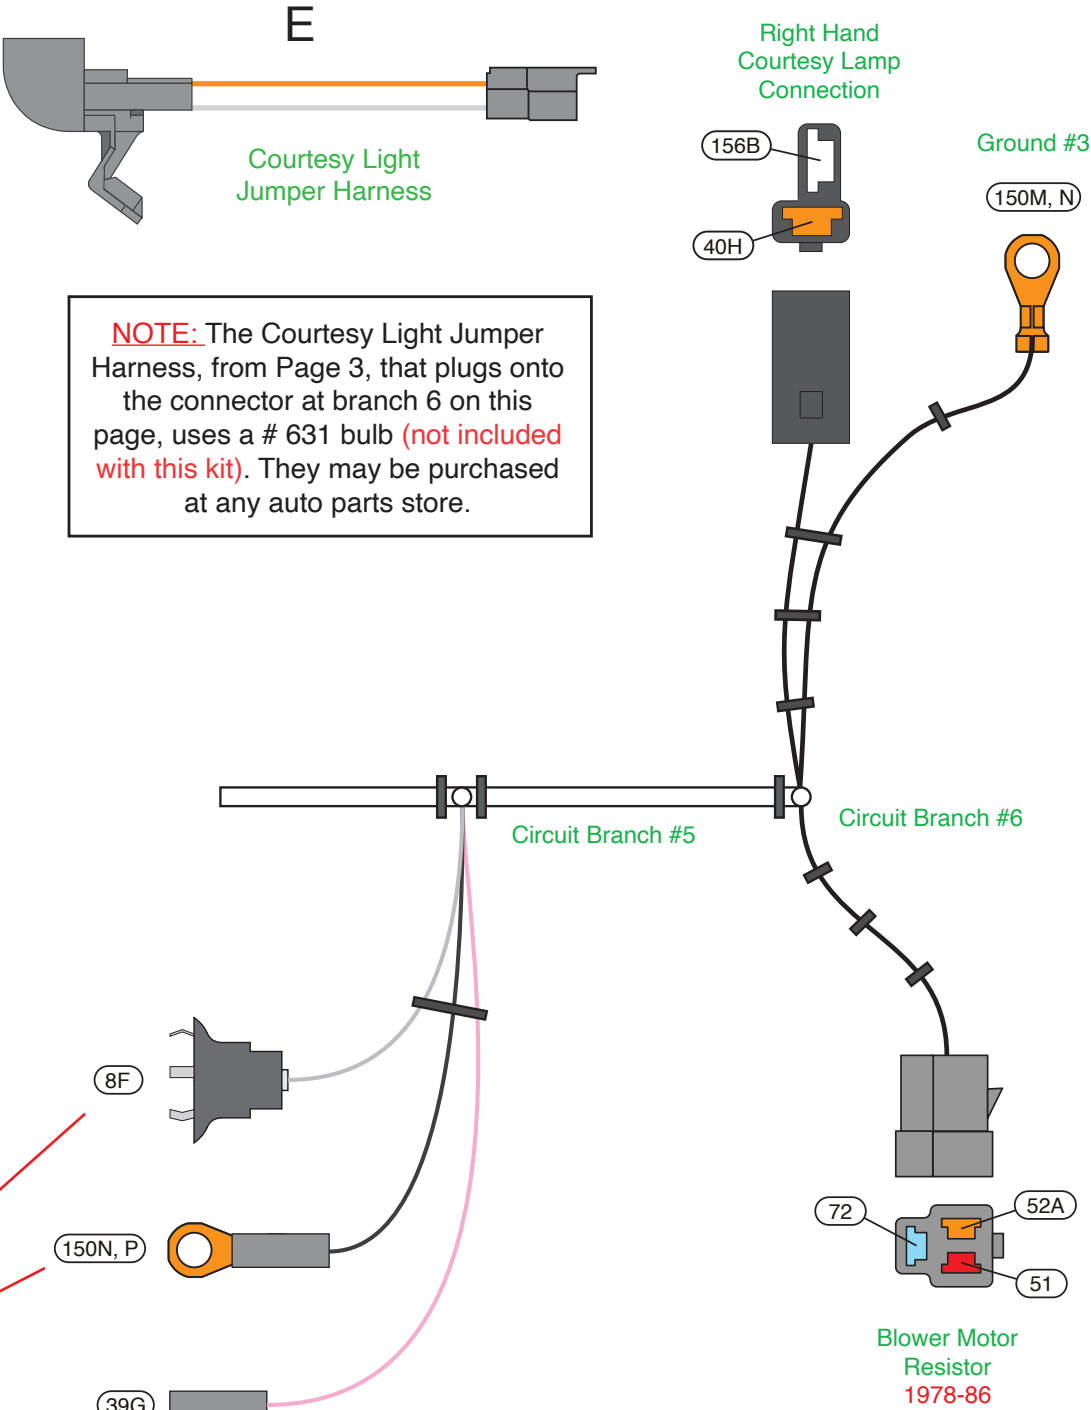 E
Courtesy Light
Jumper Harness
Right Hand
Courtesy Lamp
Connection
156B
40H
Ground #3
150M, N
NOTE: The Courtesy Light Jumper
Harness, from Page 3, that plugs onto
the connector at branch 6 on this
page, uses a # 631 bulb (not included
with this kit). They may be purchased
at any auto parts store.
Circuit Branch #5
Circuit Branch #6
8F
150N, P
39G
72
52A
51
Blower Motor
Resistor
1978-86